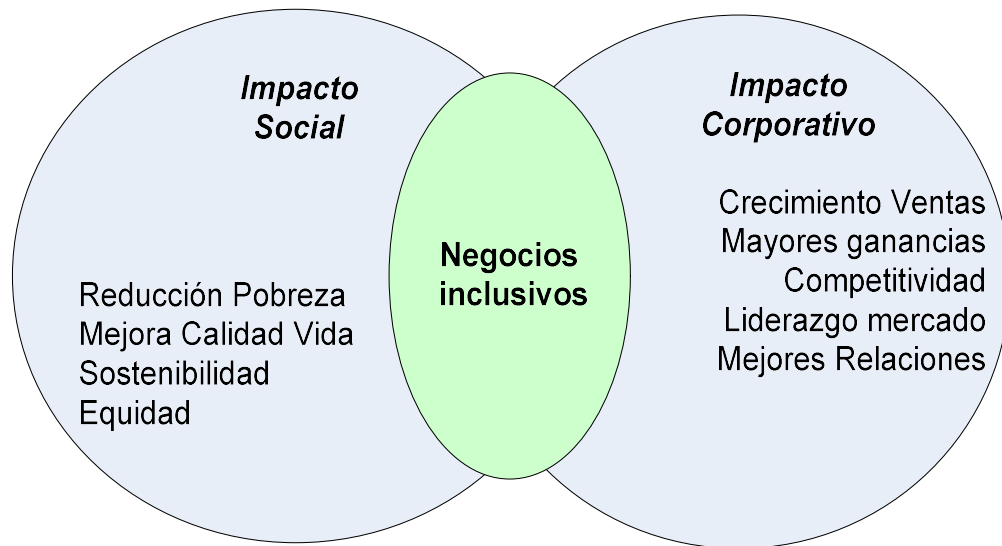 Impacto
Social
Reducción Pobreza
Mejora Calidad Vida
Sostenibilidad
Equidad
Negocios
inclusivos
Impacto
Corporativo
Crecimiento Ventas
Mayores ganancias
Competitividad
Liderazgo mercado
Mejores Relaciones